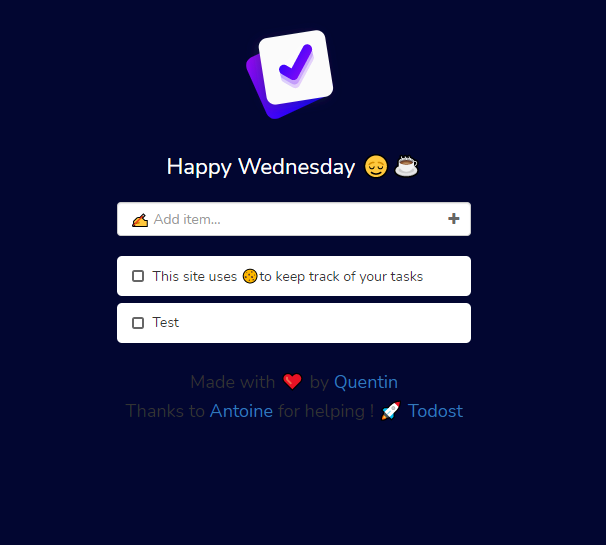 Happy Wednesday 😌 ☕
✍ Add item...
This site uses 🍪to keep track of your tasks
Test
Made with ❤️ by Quentin
Thanks to Antoine for helping ! 🚀 Todost